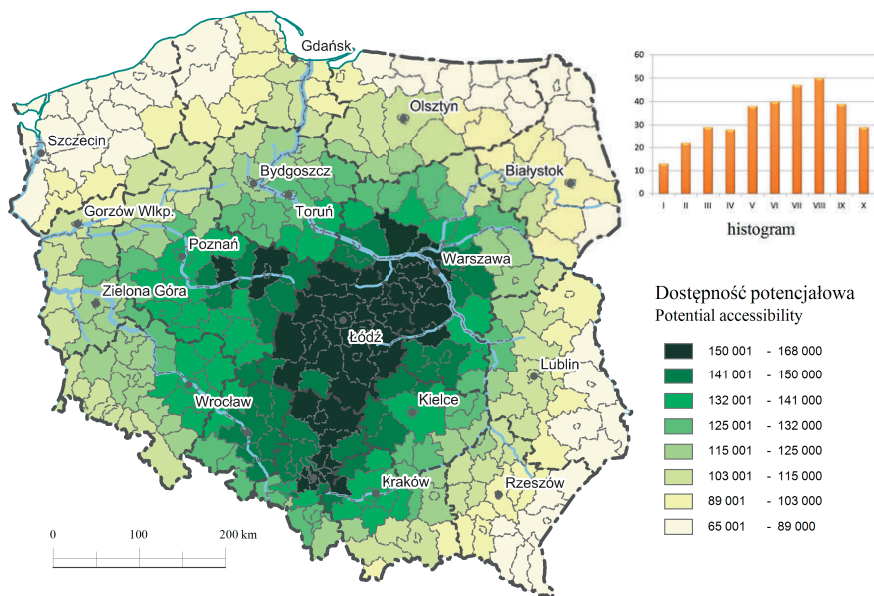 Gdańsk
Olsztyn
Szczecin
Bydgoszcz
Białystok
Toruń
Gorzów Wlkp.
Poznań
Warszawa
Zielona Góra
Łódź
Lublin
Wrocław
Kielce
Kraków
Rzeszów
0 100 200 km
60
50
40
30
20
10
0
I II III IV V VI VII VIII IX X
histogram
Dostępność potencjałowa
Potential accessibility
150 001 - 168 000
141 001 - 150 000
132 001 - 141 000
125 001 - 132 000
115 001 - 125 000
103 001 - 115 000
89 001 - 103 000
65 001 - 89 000